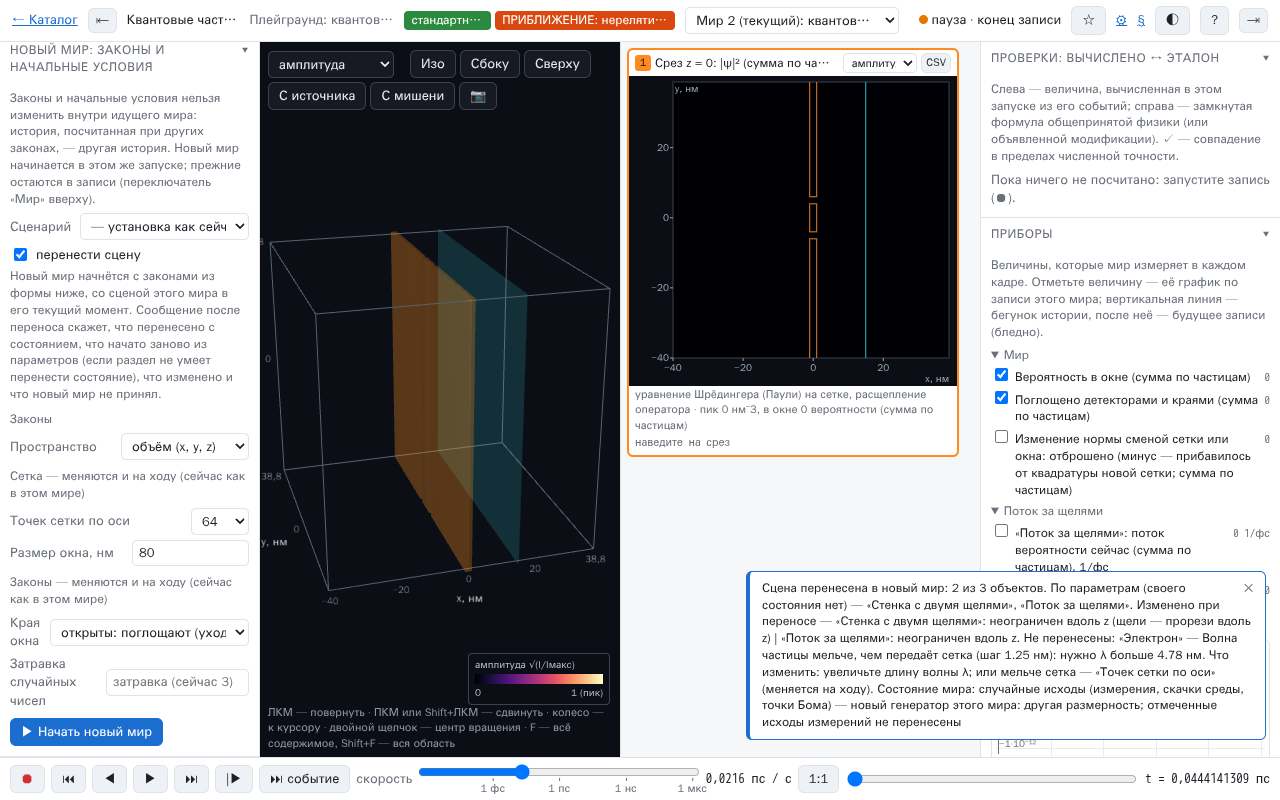 ← Каталог
⇤
Квантовые част⋯
Плейграунд: квантов⋯
стандартн⋯
ПРИБЛИЖЕНИЕ: нереляти⋯
Мир 2 (текущий): квантов⋯
пауза · конец записи
☆
⚙
§
?
⇥
НОВЫЙ МИР: ЗАКОНЫ И
НАЧАЛЬНЫЕ УСЛОВИЯ
Законы и начальные условия нельзя
изменить внутри идущего мира:
история, посчитанная при других
законах, — другая история. Новый мир
начинается в этом же запуске; прежние
остаются в записи (переключатель
«Мир» вверху).
Сценарий
— установка как сейч
перенести сцену
Новый мир начнётся с законами из
формы ниже, со сценой этого мира в
его текущий момент. Сообщение после
переноса скажет, что перенесено с
состоянием, что начато заново из
параметров (если раздел не умеет
перенести состояние), что изменено и
что новый мир не принял.
Законы
Пространство
объём (x, y, z)
Сетка — меняются и на ходу (сейчас как
в этом мире)
Точек сетки по оси
64
Размер окна, нм
80
Законы — меняются и на ходу (сейчас
как в этом мире)
Края
окна
открыты: поглощают (уход
Затравка
случайных
чисел
затравка (сейчас 3)
▶ Начать новый мир
амплитуда
Изо
Сбоку
Сверху
С источника
С мишени
38,8
0
−40
y, нм
0
−20
0
20
38,8
x, нм
амплитуда √(I/Iмакс)
0
1 (пик)
ЛКМ — повернуть · ПКМ или Shift+ЛКМ — сдвинуть · колесо —
к курсору · двойной щелчок — центр вращения · F — всё
содержимое, Shift+F — вся область
1
Срез z = 0: |ψ|² (сумма по ча⋯
амплиту
CSV
y, нм
20
0
−20
−40
−40
−20
0
20
x, нм
уравнение Шрёдингера (Паули) на сетке, расщепление
оператора · пик 0 нм⁻3, в окне 0 вероятности (сумма по
частицам)
наведите на срез
ПРОВЕРКИ: ВЫЧИСЛЕНО ↔ ЭТАЛОН
Слева — величина, вычисленная в этом
запуске из его событий; справа — замкнутая
формула общепринятой физики (или
объявленной модификации). ✓ — совпадение
в пределах численной точности.
Пока ничего не посчитано: запустите запись
(⏺).
ПРИБОРЫ
Величины, которые мир измеряет в каждом
кадре. Отметьте величину — её график по
записи этого мира; вертикальная линия —
бегунок истории, после неё — будущее записи
(бледно).
▼ Мир
Вероятность в окне (сумма по частицам)
0
Поглощено детекторами и краями (сумма
по частицам)
0
Изменение нормы сменой сетки или
окна: отброшено (минус — прибавилось
от квадратуры новой сетки; сумма по
частицам)
0
▼ Поток за щелями
«Поток за щелями»: поток
вероятности сейчас (сумма по
частицам), 1/фс
0 1/фс
Сцена перенесена в новый мир: 2 из 3 объектов. По параметрам (своего
состояния нет) — «Стенка с двумя щелями», «Поток за щелями». Изменено при
переносе — «Стенка с двумя щелями»: неограничен вдоль z (щели — прорези вдоль
z) | «Поток за щелями»: неограничен вдоль z. Не перенесены: «Электрон» — Волна
частицы мельче, чем передаёт сетка (шаг 1.25 нм): нужно λ больше 4.78 нм. Что
изменить: увеличьте длину волны λ; или мельче сетка — «Точек сетки по оси»
(меняется на ходу). Состояние мира: случайные исходы (измерения, скачки среды,
точки Бома) — новый генератор этого мира: другая размерность; отмеченные
исходы измерений не перенесены
×
−1·10⁻¹²
⏭ событие
скорость
1 фс
1 пс
1 нс
1 мкс
0,0216 пс / с
1:1
t = 0,0444141309 пс